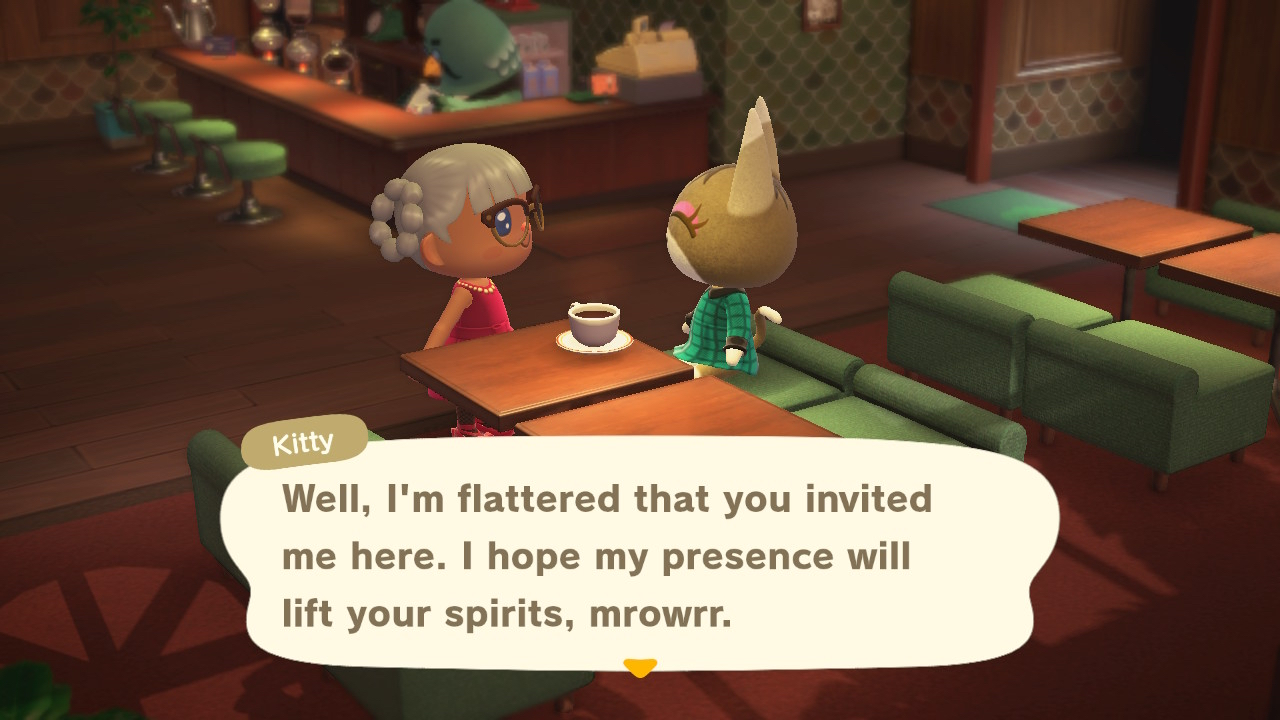 Kitty
Well, I'm flattered that you invited
me here. I hope my presence will
lift your spirits, mrowrr.